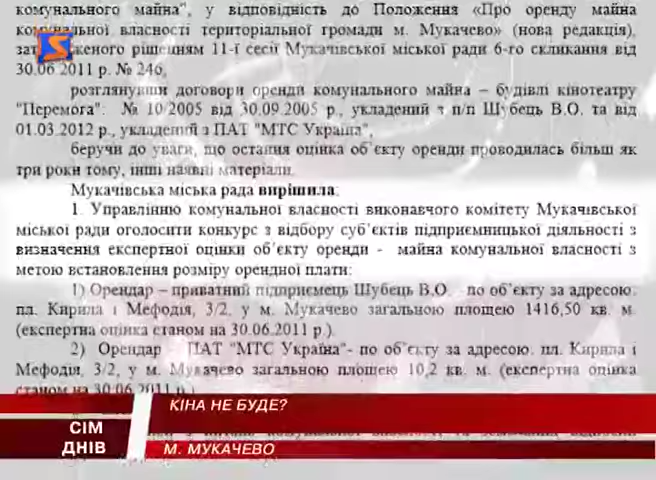 комунального майна", у відповідність до Положення «Про оренду майна
комунальної власності територіальної громади м. Мукачево» (нова редакція),
затвердженого рішенням 11-ї сесії Мукачівської міської ради 6-го скликання від
30.06.2011 р. № 246,
розглянувши договори оренди комунального майна – будівлі кінотеатру
"Перемога": № 10/2005 від 30.09.2005 р., укладений з п/п Шубець В.О. та від
01.03.2012 р., укладений з ПАТ "МТС Україна",
беручи до уваги, що остання оцінка об'єкту оренди проводилась більш як
три роки тому, інші наявні матеріали,
Мукачівська міська рада вирішила:
1. Управлінню комунальної власності виконавчого комітету Мукачівської
міської ради оголосити конкурс з відбору суб'єктів підприємницької діяльності з
визначення експертної оцінки об'єкту оренди - майна комунальної власності з
метою встановлення розміру орендної плати:
1) Орендар – приватний підприємець Шубець В.О. - по об'єкту за адресою:
пл. Кирила і Мефодія, 3/2, у м. Мукачево загальною площею 1416,50 кв. м.
(експертна оцінка станом на 30.06.2011 р.).
2) Орендар – ПАТ "МТС Україна"- по об'єкту за адресою: пл. Кирила і
Мефодія, 3/2, у м. Мукачево загальною площею 10,2 кв. м. (експертна оцінка
станом на 30.06.2011 р.)
КІНА НЕ БУДЕ?
СІМ
ДНІВ
М. МУКАЧЕВО